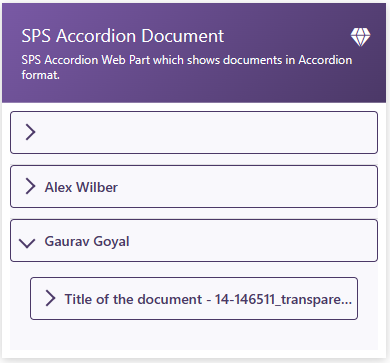 SPS Accordion Document
SPS Accordion Web Part which shows documents in Accordion
format.
Alex Wilber
Gaurav Goyal
Title of the document - 14-146511_transpare...